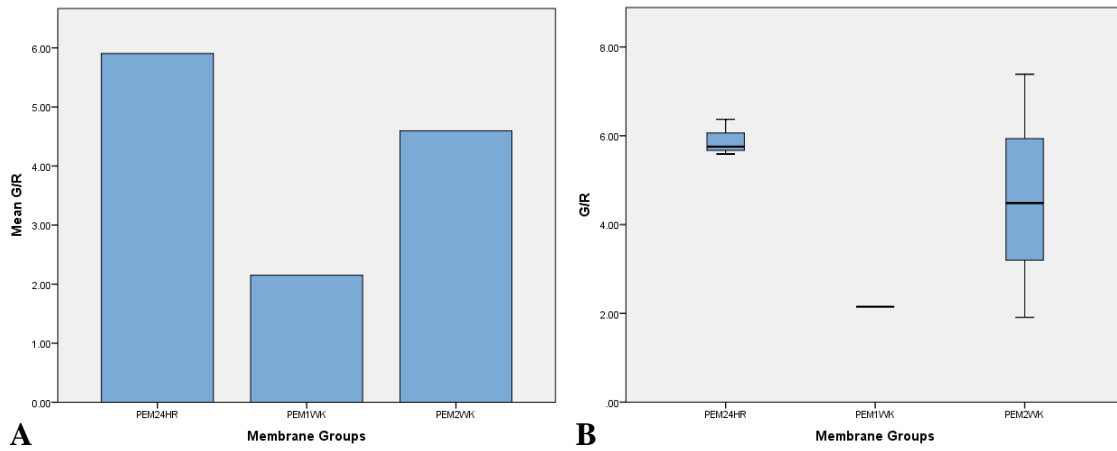 Mean G/R
6.00
5.00
4.00
3.00
2.00
1.00
0.00
PEM24HR PEM1WK PEM2WK
Membrane Groups
A
G/R
8.00
6.00
4.00
2.00
.00
PEM24HR PEM1WK PEM2WK
Membrane Groups
B